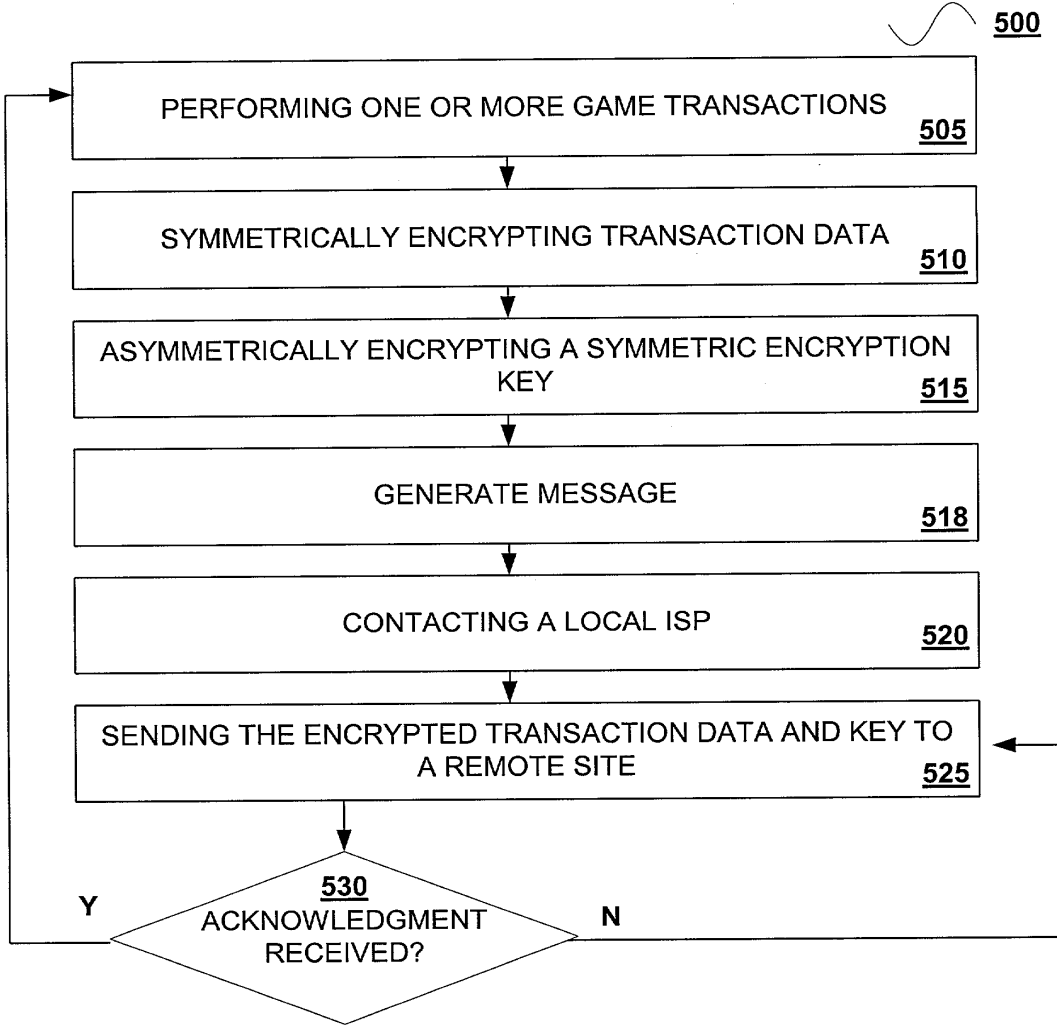 500
PERFORMING ONE OR MORE GAME TRANSACTIONS
505
SYMMETRICALLY ENCRYPTING TRANSACTION DATA
510
ASYMMETRICALLY ENCRYPTING A SYMMETRIC ENCRYPTION
KEY
515
GENERATE MESSAGE
518
CONTACTING A LOCAL ISP
520
SENDING THE ENCRYPTED TRANSACTION DATA AND KEY TO
A REMOTE SITE
525
530
ACKNOWLEDGMENT
RECEIVED?
Y
N